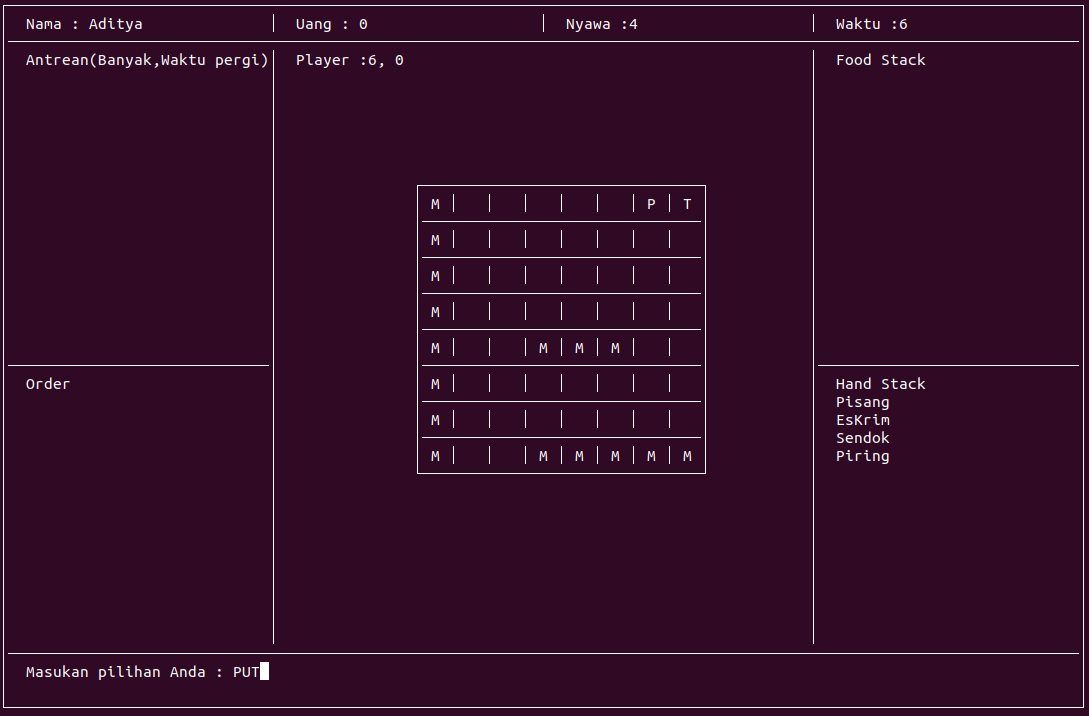 Nama : Aditya Uang : 0 Nyawa :4 Waktu :6
Antrean(Banyak,Waktu pergi) Player :6, 0 Food Stack
M P T
M
M
M
M M M M
Order Hand Stack
M
Pisang
M EsKrim
Sendok
M M M M M M Piring
Masukan pilihan Anda : PUT